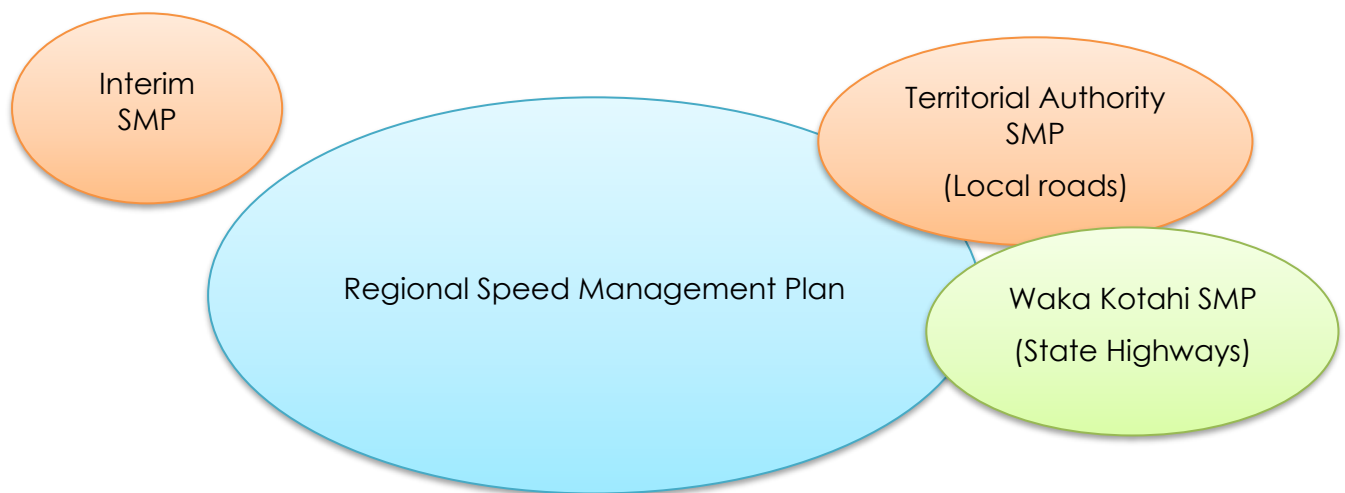 Interim
SMP
Territorial Authority
SMP
(Local roads)
Regional Speed Management Plan
Waka Kotahi SMP
(State Highways)